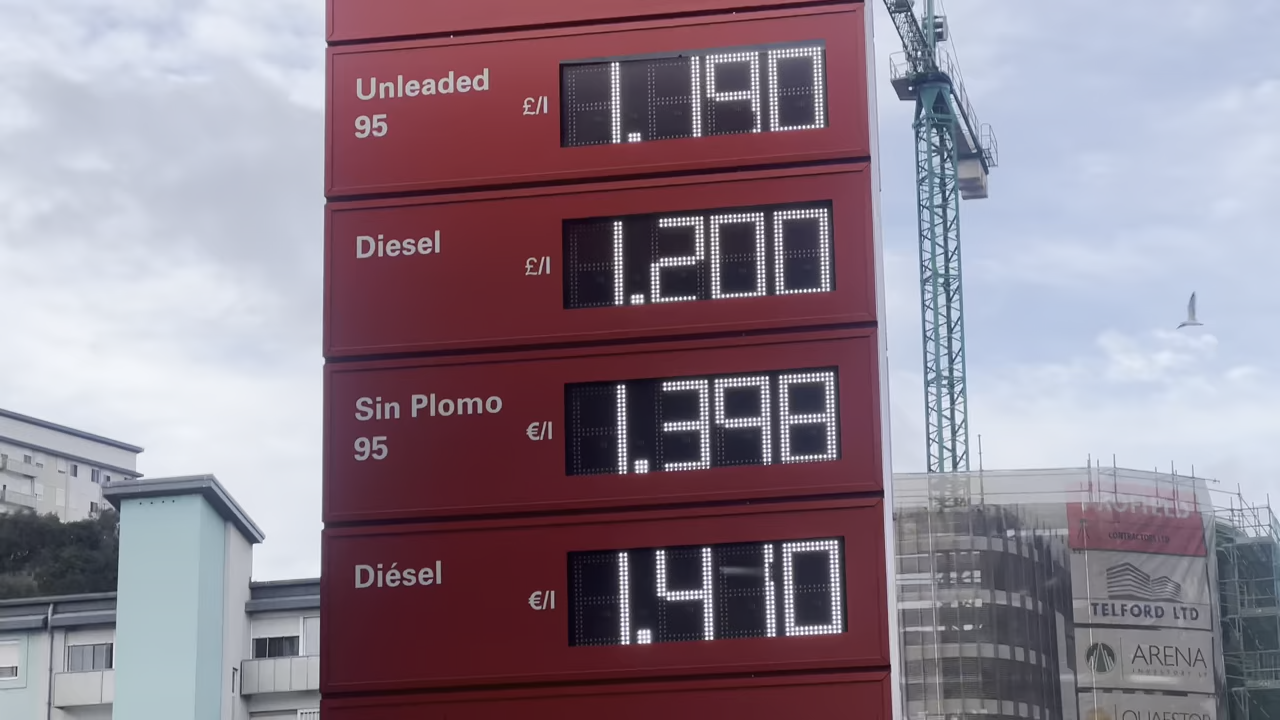 Unleaded
95
£/l
1.190
Diesel
£/l
1.200
Sin Plomo
95
€/l
1.398
Diésel
€/l
1.410
CONTRACTORS LTD
TELFORD LTD
ARENA